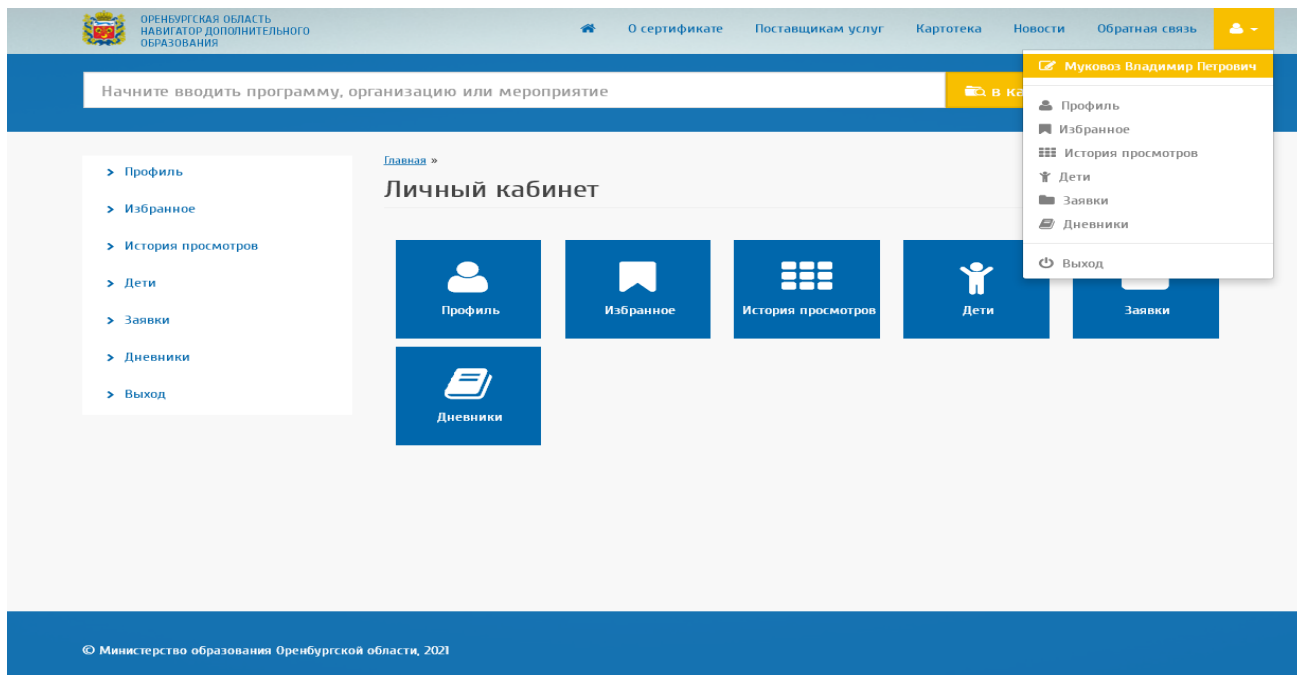 ОРЕНБУРГСКАЯ ОБЛАСТЬ
НАВИГАТОР ДОПОЛНИТЕЛЬНОГО
ОБРАЗОВАНИЯ
О сертификате Поставщикам услуг Картотека Новости Обратная связь
Муковоз Владимир Петрович
Профиль
Избранное
История просмотров
Дети
Заявки
Дневники
Выход
Начните вводить программу, организацию или мероприятие
в ка
Профиль
Избранное
История просмотров
Дети
Заявки
Дневники
Выход
Главная »
Личный кабинет
Профиль Избранное История просмотров Дети Заявки
Дневники
© Министерство образования Оренбургской области, 2021